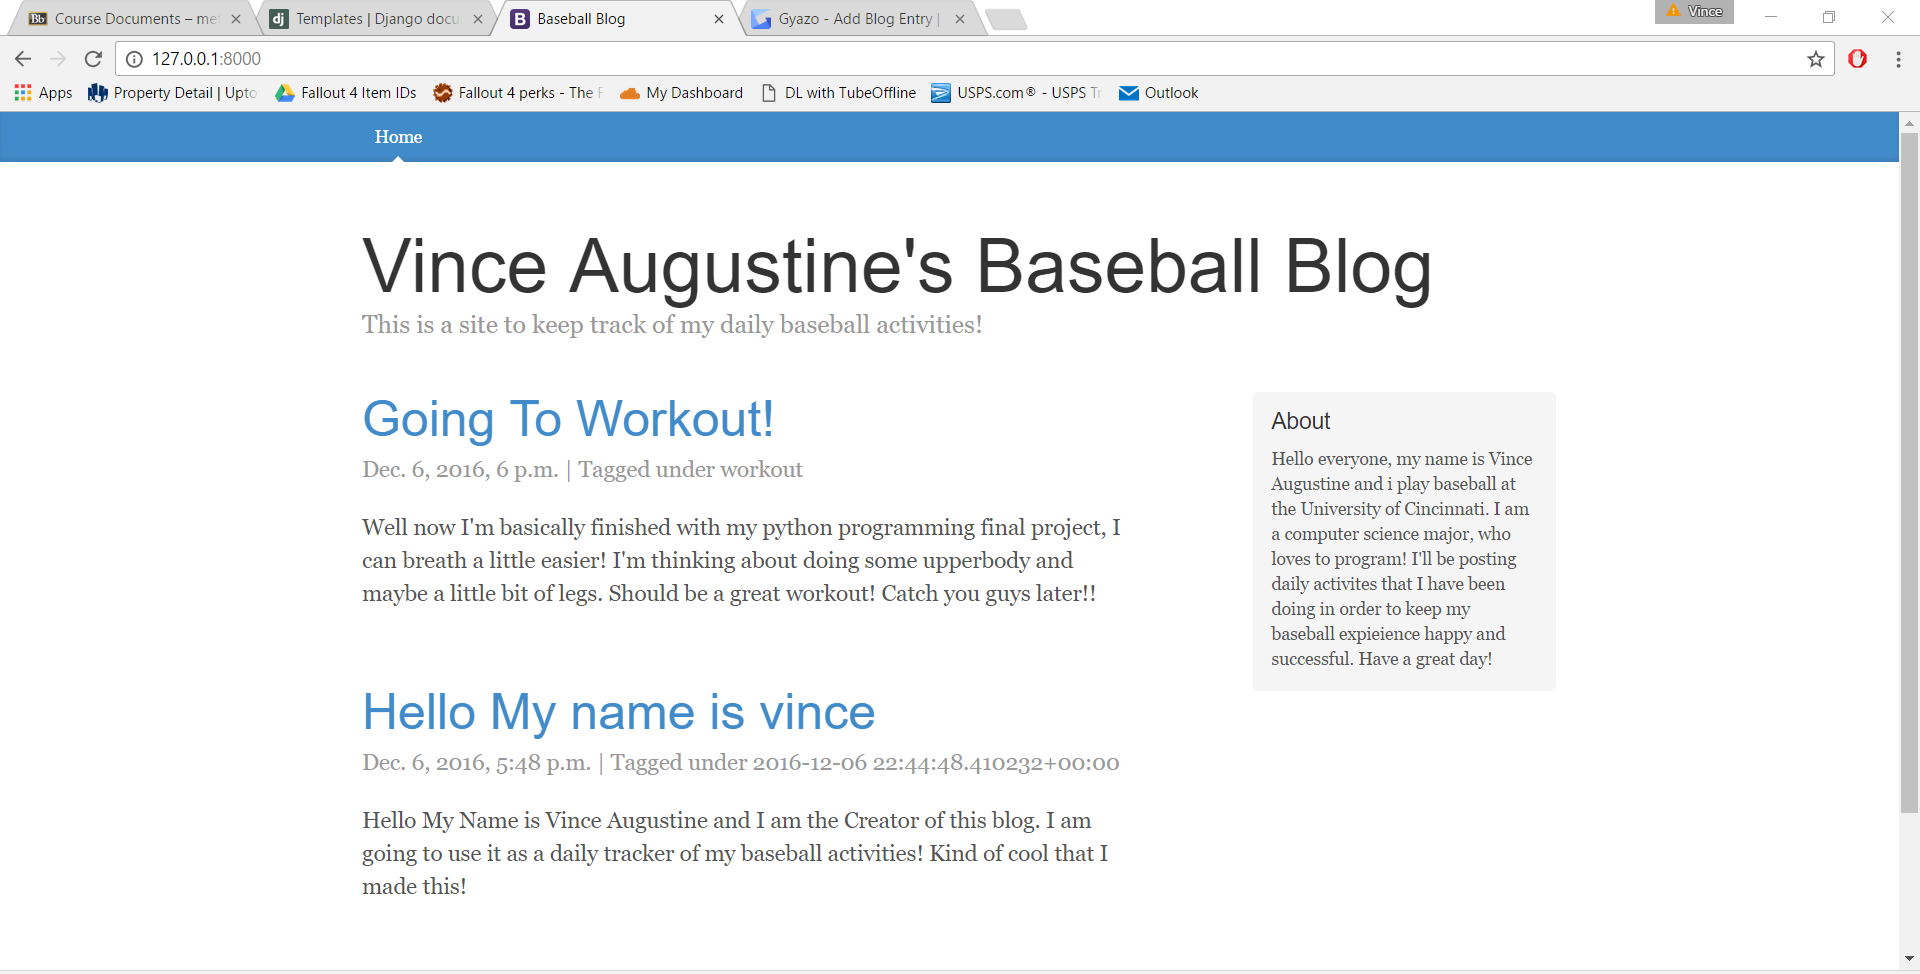 Course Documents – me
Templates | Django docu
Baseball Blog
Gyazo - Add Blog Entry |
Vince
127.0.0.1:8000
Apps
Property Detail | Upto
Fallout 4 Item IDs
Fallout 4 perks - The F
My Dashboard
DL with TubeOffline
USPS.com® - USPS Tr
Outlook
Home
Vince Augustine's Baseball Blog
This is a site to keep track of my daily baseball activities!
Going To Workout!
Dec. 6, 2016, 6 p.m. | Tagged under workout
Well now I'm basically finished with my python programming final project, I
can breath a little easier! I'm thinking about doing some upperbody and
maybe a little bit of legs. Should be a great workout! Catch you guys later!!
Hello My name is vince
Dec. 6, 2016, 5:48 p.m. | Tagged under 2016-12-06 22:44:48.410232+00:00
Hello My Name is Vince Augustine and I am the Creator of this blog. I am
going to use it as a daily tracker of my baseball activities! Kind of cool that I
made this!
About
Hello everyone, my name is Vince
Augustine and i play baseball at
the University of Cincinnati. I am
a computer science major, who
loves to program! I'll be posting
daily activites that I have been
doing in order to keep my
baseball expieience happy and
successful. Have a great day!